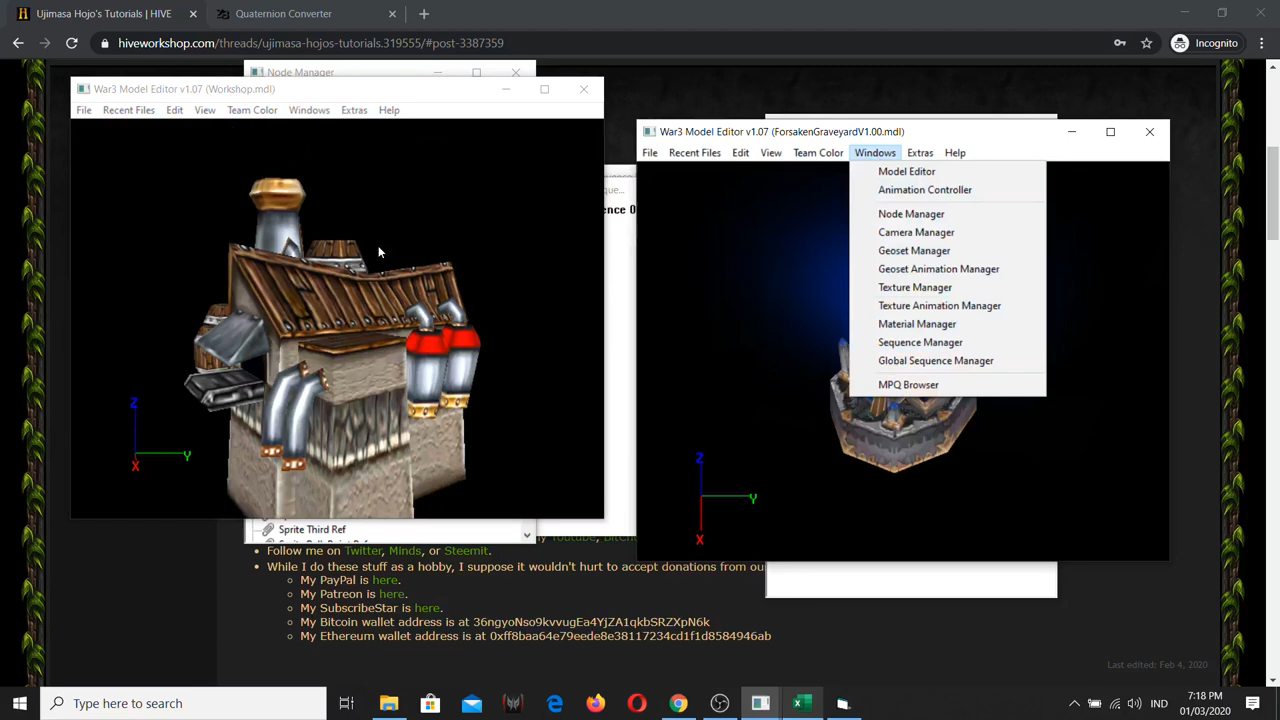 Ujimasa Hojo's Tutorials | HIVE
Quaternion Converter
hiveworkshop.com/threads/ujimasa-hojos-tutorials.319555/#post-3387359
Incognito
Node Manager
War3 Model Editor v1.07 (Workshop.mdl)
File Recent Files Edit View Team Color Windows Extras Help
que...
ence 0
War3 Model Editor v1.07 (ForsakenGraveyardV1.00.mdl)
File Recent Files Edit View Team Color Windows Extras Help
Model Editor
Animation Controller
Node Manager
Camera Manager
Geoset Manager
Geoset Animation Manager
Texture Manager
Texture Animation Manager
Material Manager
Sequence Manager
Global Sequence Manager
MPQ Browser
Z
Y
X
Z
Y
X
Sprite Third Ref
Follow me on Twitter, Minds, or Steemit.
While I do these stuff as a hobby, I suppose it wouldn't hurt to accept donations from ou
My PayPal is here.
My Patreon is here.
My SubscribeStar is here.
My Bitcoin wallet address is at 36ngyoNso9kvvugEa4YjZA1qkbSRZXpN6k
My Ethereum wallet address is at 0xff8baa64e79eede8e38117234cd1f1d8584946ab
Last edited: Feb 4, 2020
Type here to search
IND
7:18 PM
01/03/2020